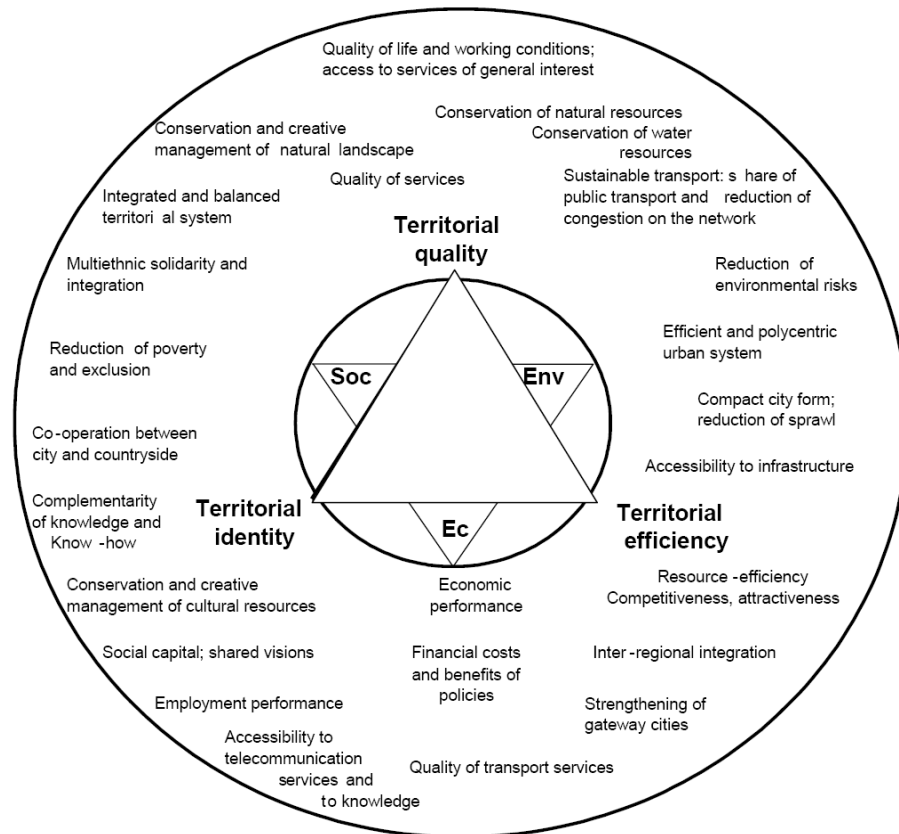 Quality of life and working conditions;
access to services of general interest
Conservation of natural resources
Conservation of water
resources
Conservation and creative
management of natural landscape
Quality of services
Sustainable transport: s hare of
public transport and reduction of
congestion on the network
Integrated and balanced
territori al system
Territorial
quality
Multiethnic solidarity and
integration
Reduction of
environmental risks
Reduction of poverty
and exclusion
Efficient and polycentric
urban system
Soc
Env
Compact city form;
reduction of sprawl
Co-operation between
city and countryside
Accessibility to infrastructure
Complementarity
of knowledge and
Know -how
Territorial
identity
Ec
Territorial
efficiency
Conservation and creative
management of cultural resources
Economic
performance
Resource -efficiency
Competitiveness, attractiveness
Social capital; shared visions
Financial costs
and benefits of
policies
Inter -regional integration
Employment performance
Strengthening of
gateway cities
Accessibility to
telecommunication
services and
to knowledge
Quality of transport services